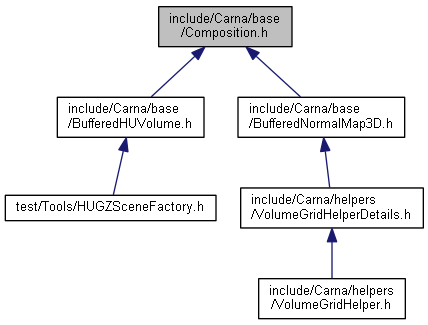 include/Carna/base
/Composition.h
include/Carna/base
/BufferedHUVolume.h
include/Carna/base
/BufferedNormalMap3D.h
test/Tools/HUGZSceneFactory.h
include/Carna/helpers
/VolumeGridHelperDetails.h
include/Carna/helpers
/VolumeGridHelper.h